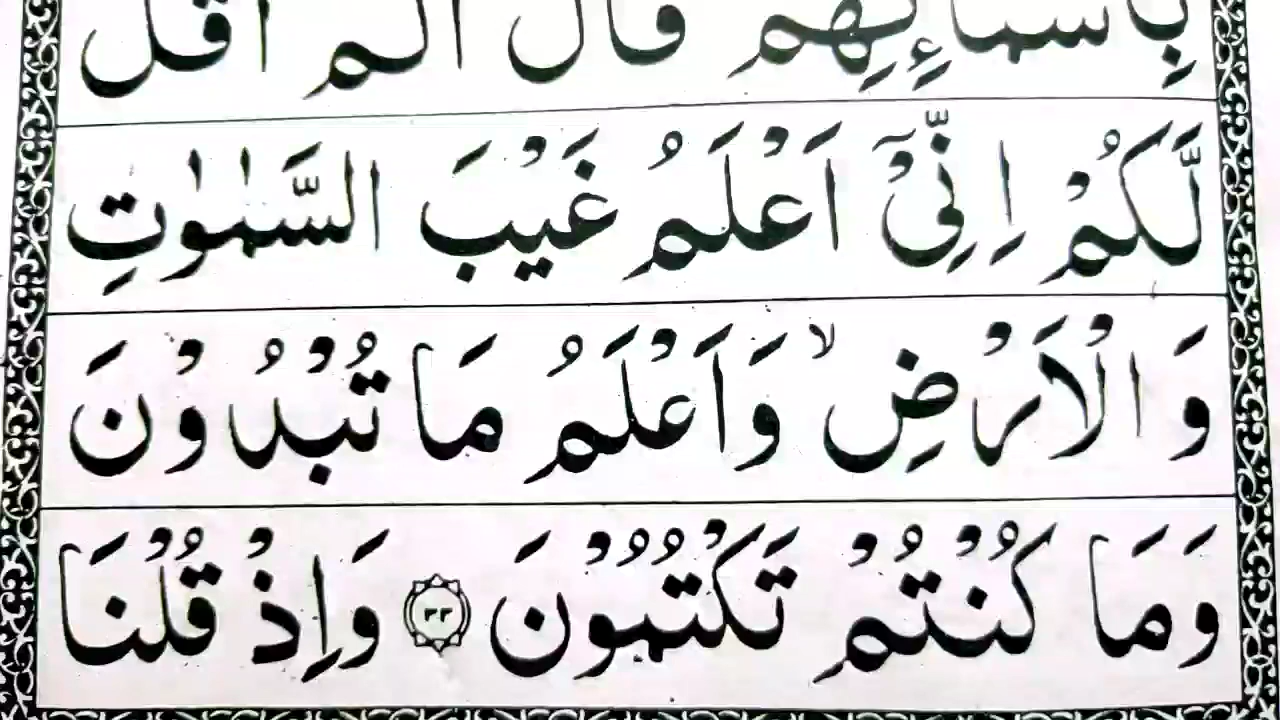 بِاَسْمَآئِهِمْ قَالَ اَلَمْ اَقُلْ
لَّكُمْ اِنِّیْۤ اَعْلَمُ غَیْبَ السَّمٰوٰتِ
وَ الْاَرْضِ ۙ وَاَعْلَمُ مَا تُبْدُوْنَ
وَمَا كُنْتُمْ تَكْتُمُوْنَ ۳۳ وَاِذْ قُلْنَا